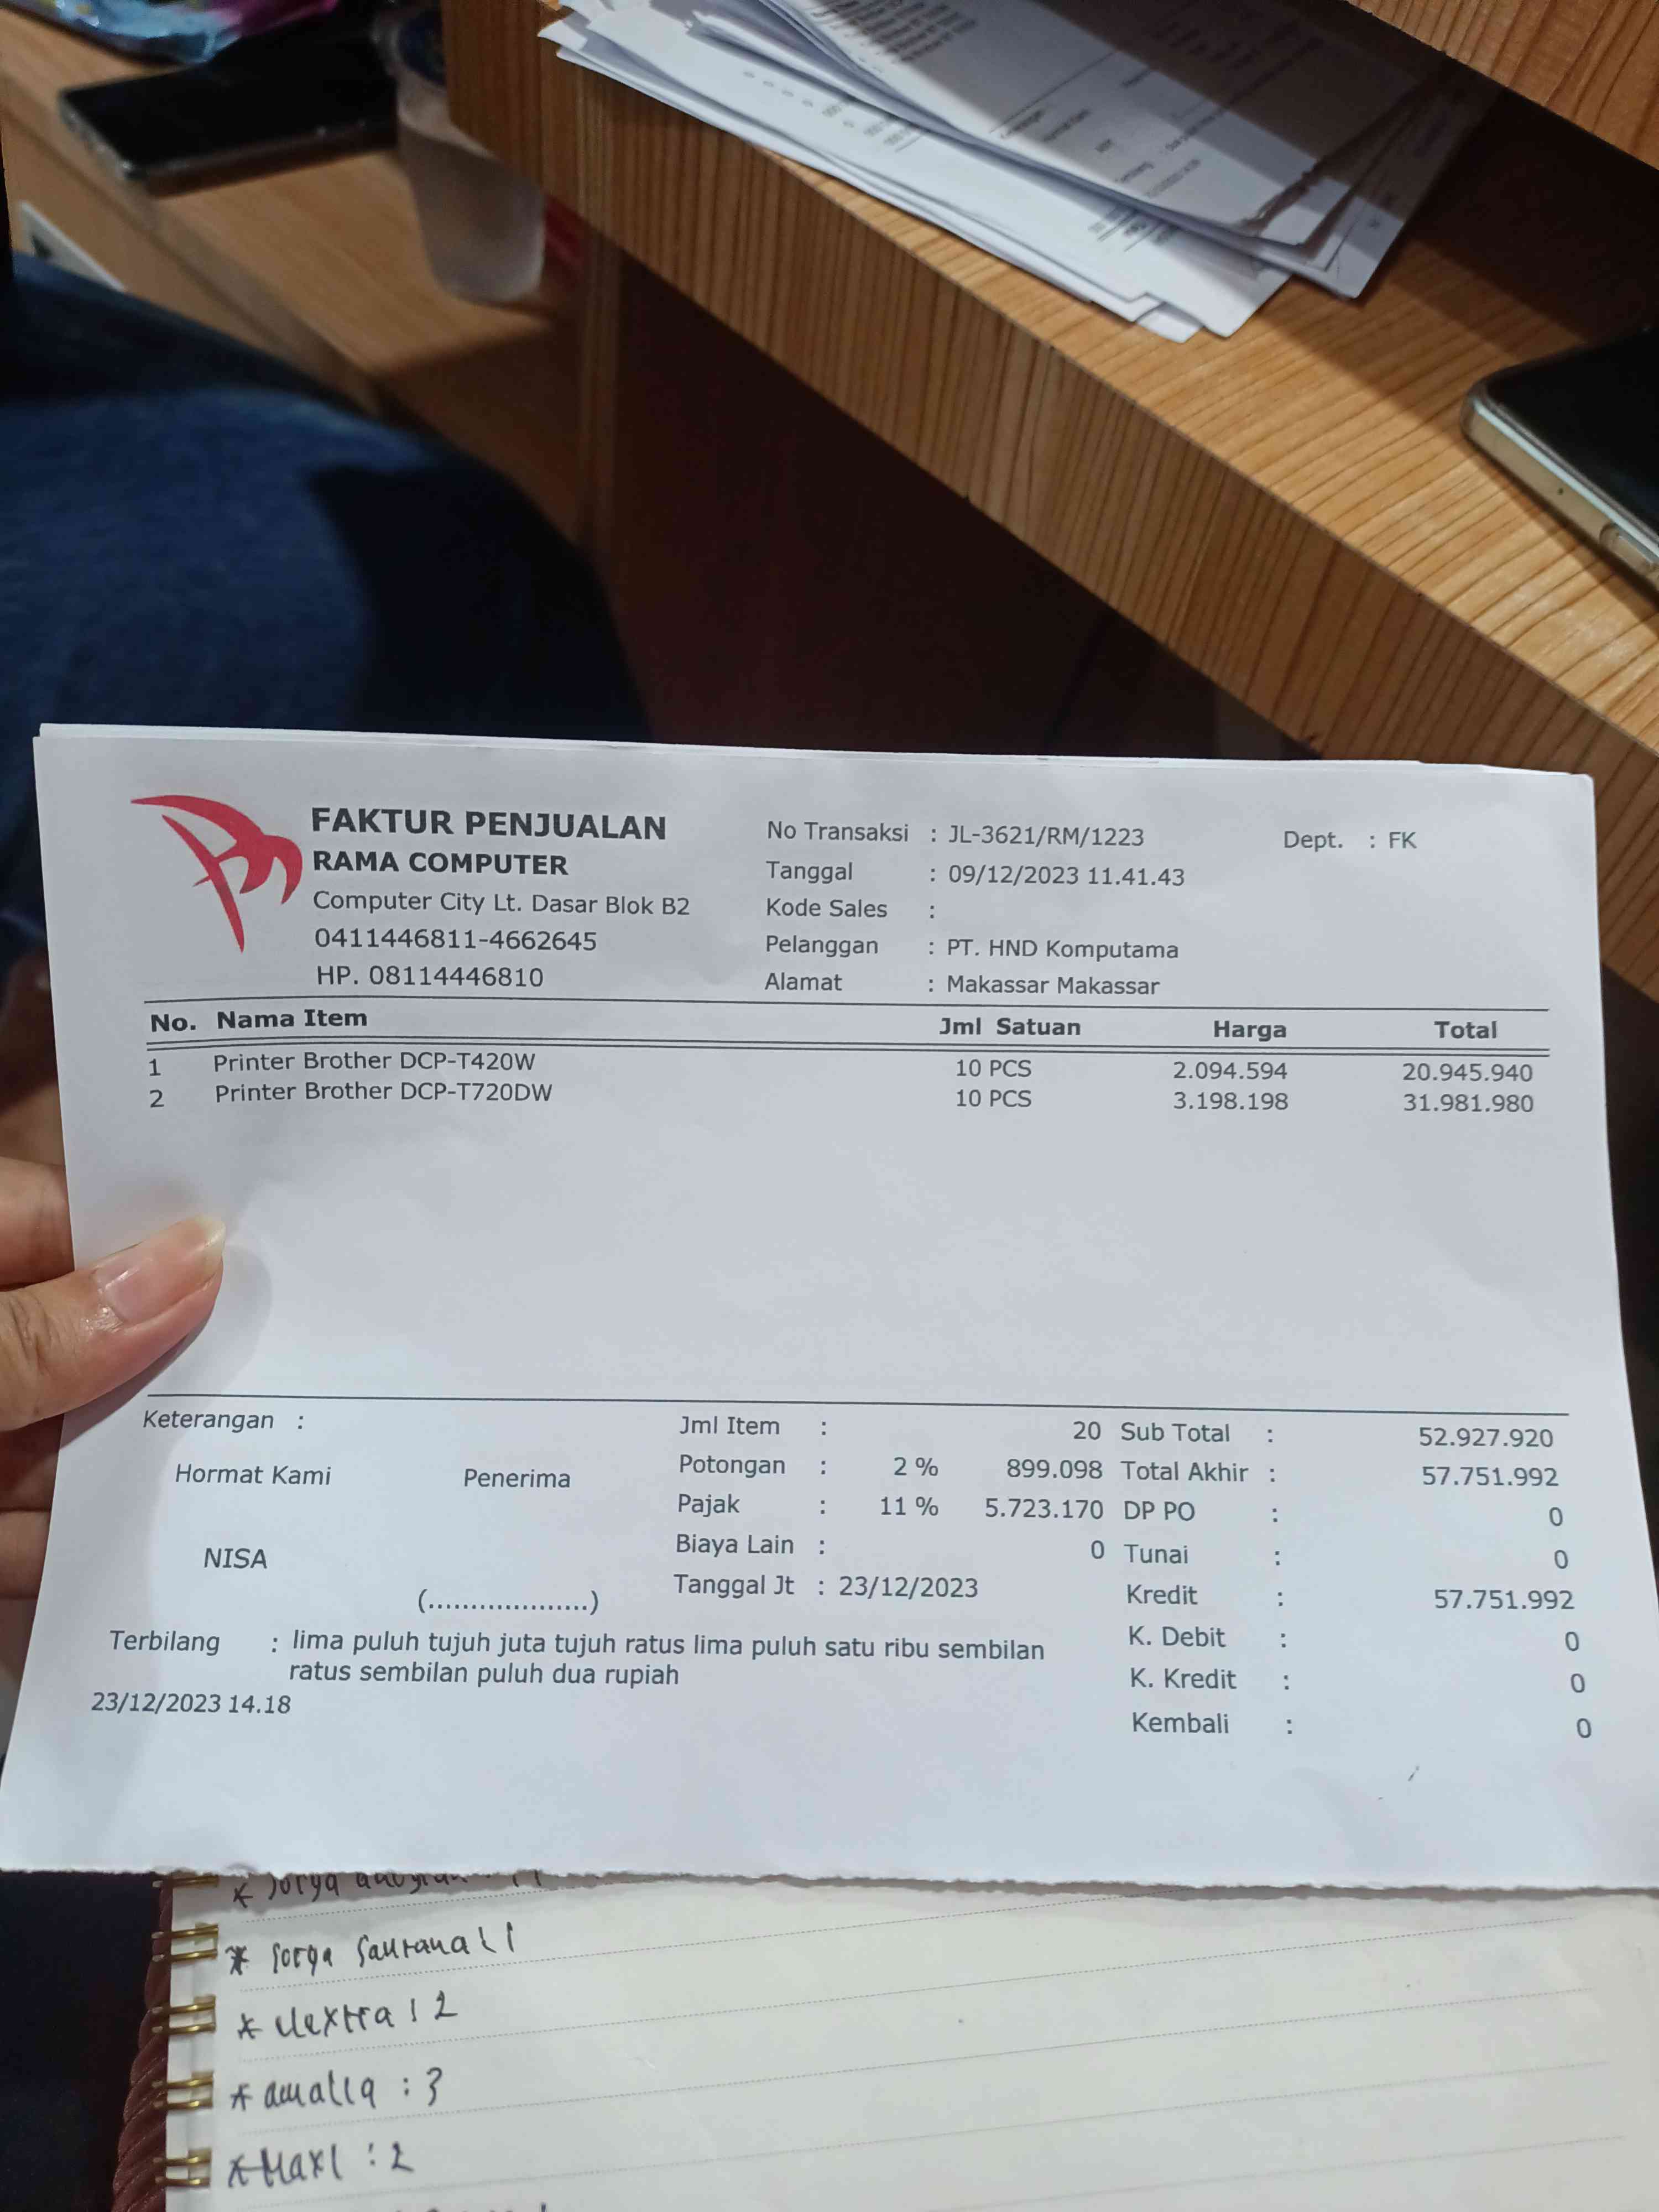 FAKTUR PENJUALAN
RAMA COMPUTER
Computer City Lt. Dasar Blok B2
0411446811-4662645
HP. 08114446810
No Transaksi : JL-3621/RM/1223 Dept. : FK
Tanggal : 09/12/2023 11.41.43
Kode Sales :
Pelanggan : PT. HND Komputama
Alamat : Makassar Makassar
No. Nama Item Jml Satuan Harga Total
1 Printer Brother DCP-T420W 10 PCS 2.094.594 20.945.940
2 Printer Brother DCP-T720DW 10 PCS 3.198.198 31.981.980
Keterangan :
Hormat Kami Penerima
NISA
(...................)
Jml Item : 20
Potongan : 2 % 899.098
Pajak : 11 % 5.723.170
Biaya Lain : 0
Tanggal Jt : 23/12/2023
Sub Total : 52.927.920
Total Akhir : 57.751.992
DP PO : 0
Tunai : 0
Kredit : 57.751.992
K. Debit : 0
K. Kredit : 0
Kembali : 0
Terbilang : lima puluh tujuh juta tujuh ratus lima puluh satu ribu sembilan
ratus sembilan puluh dua rupiah
23/12/2023 14.18
* : 2
* amaliq : 3
* Maxi : 2